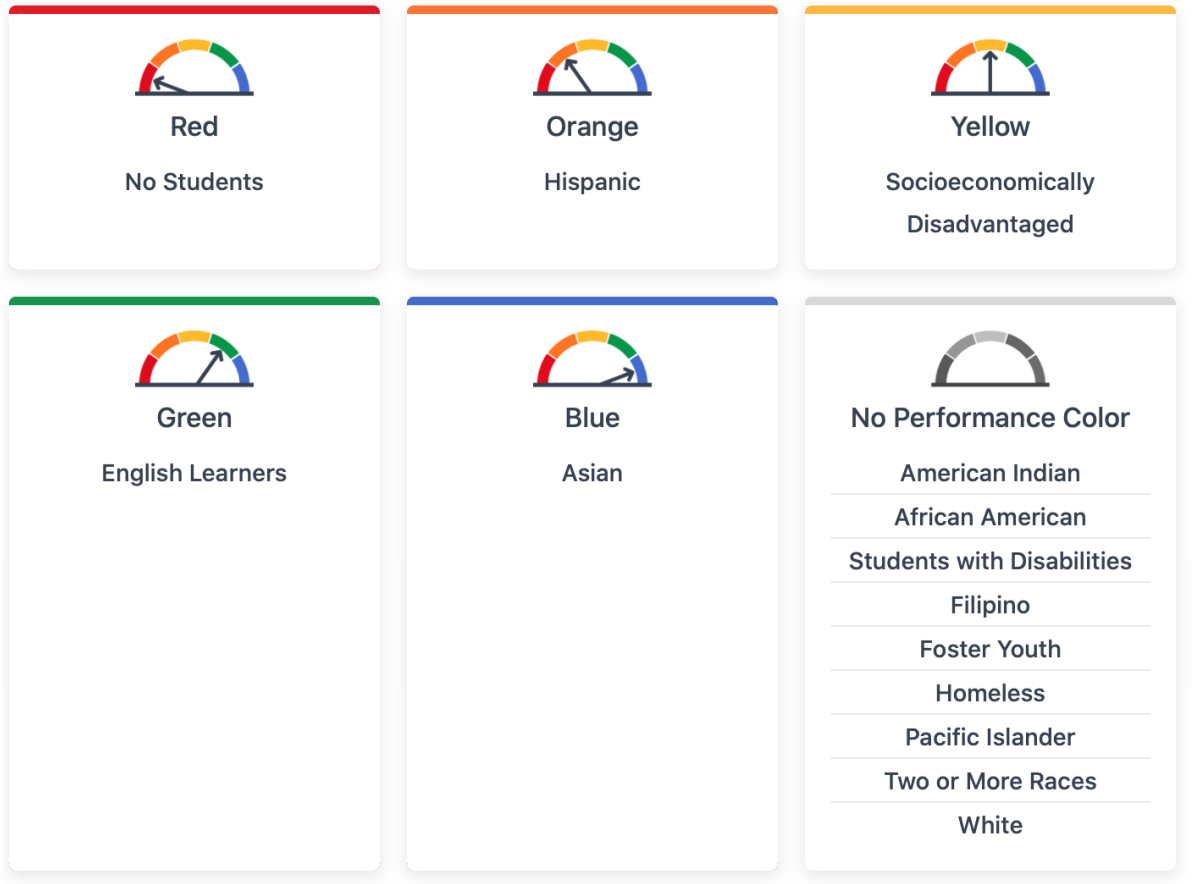 Red
No Students
Orange
Hispanic
Yellow
Socioeconomically
Disadvantaged
Green
English Learners
Blue
Asian
No Performance Color
American Indian
African American
Students with Disabilities
Filipino
Foster Youth
Homeless
Pacific Islander
Two or More Races
White